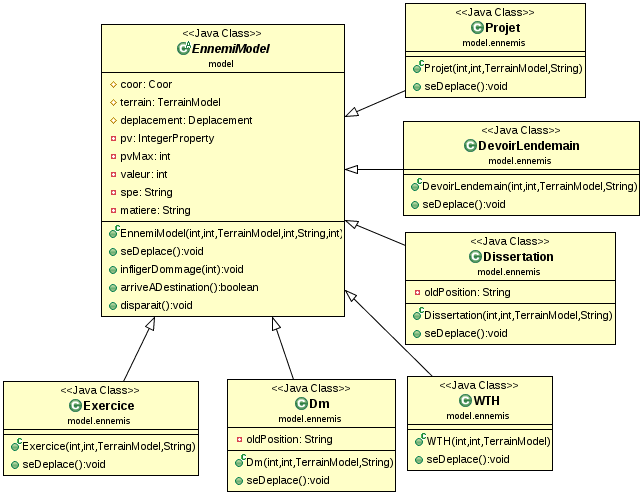 <<Java Class>>
EnnemiModel
model
coor: Coor
terrain: TerrainModel
deplacement: Deplacement
pv: IntegerProperty
pvMax: int
valeur: int
spe: String
matiere: String
EnnemiModel(int,int,TerrainModel,int,String,int)
seDeplace():void
infligerDommage(int):void
arriveADestination():boolean
disparait():void
<<Java Class>>
Projet
model.ennemis
Projet(int,int,TerrainModel,String)
seDeplace():void
<<Java Class>>
DevoirLendemain
model.ennemis
DevoirLendemain(int,int,TerrainModel,String)
seDeplace():void
<<Java Class>>
Dissertation
model.ennemis
oldPosition: String
Dissertation(int,int,TerrainModel,String)
seDeplace():void
<<Java Class>>
Exercice
model.ennemis
Exercice(int,int,TerrainModel,String)
seDeplace():void
<<Java Class>>
Dm
model.ennemis
oldPosition: String
Dm(int,int,TerrainModel,String)
seDeplace():void
<<Java Class>>
WTH
model.ennemis
WTH(int,int,TerrainModel)
seDeplace():void